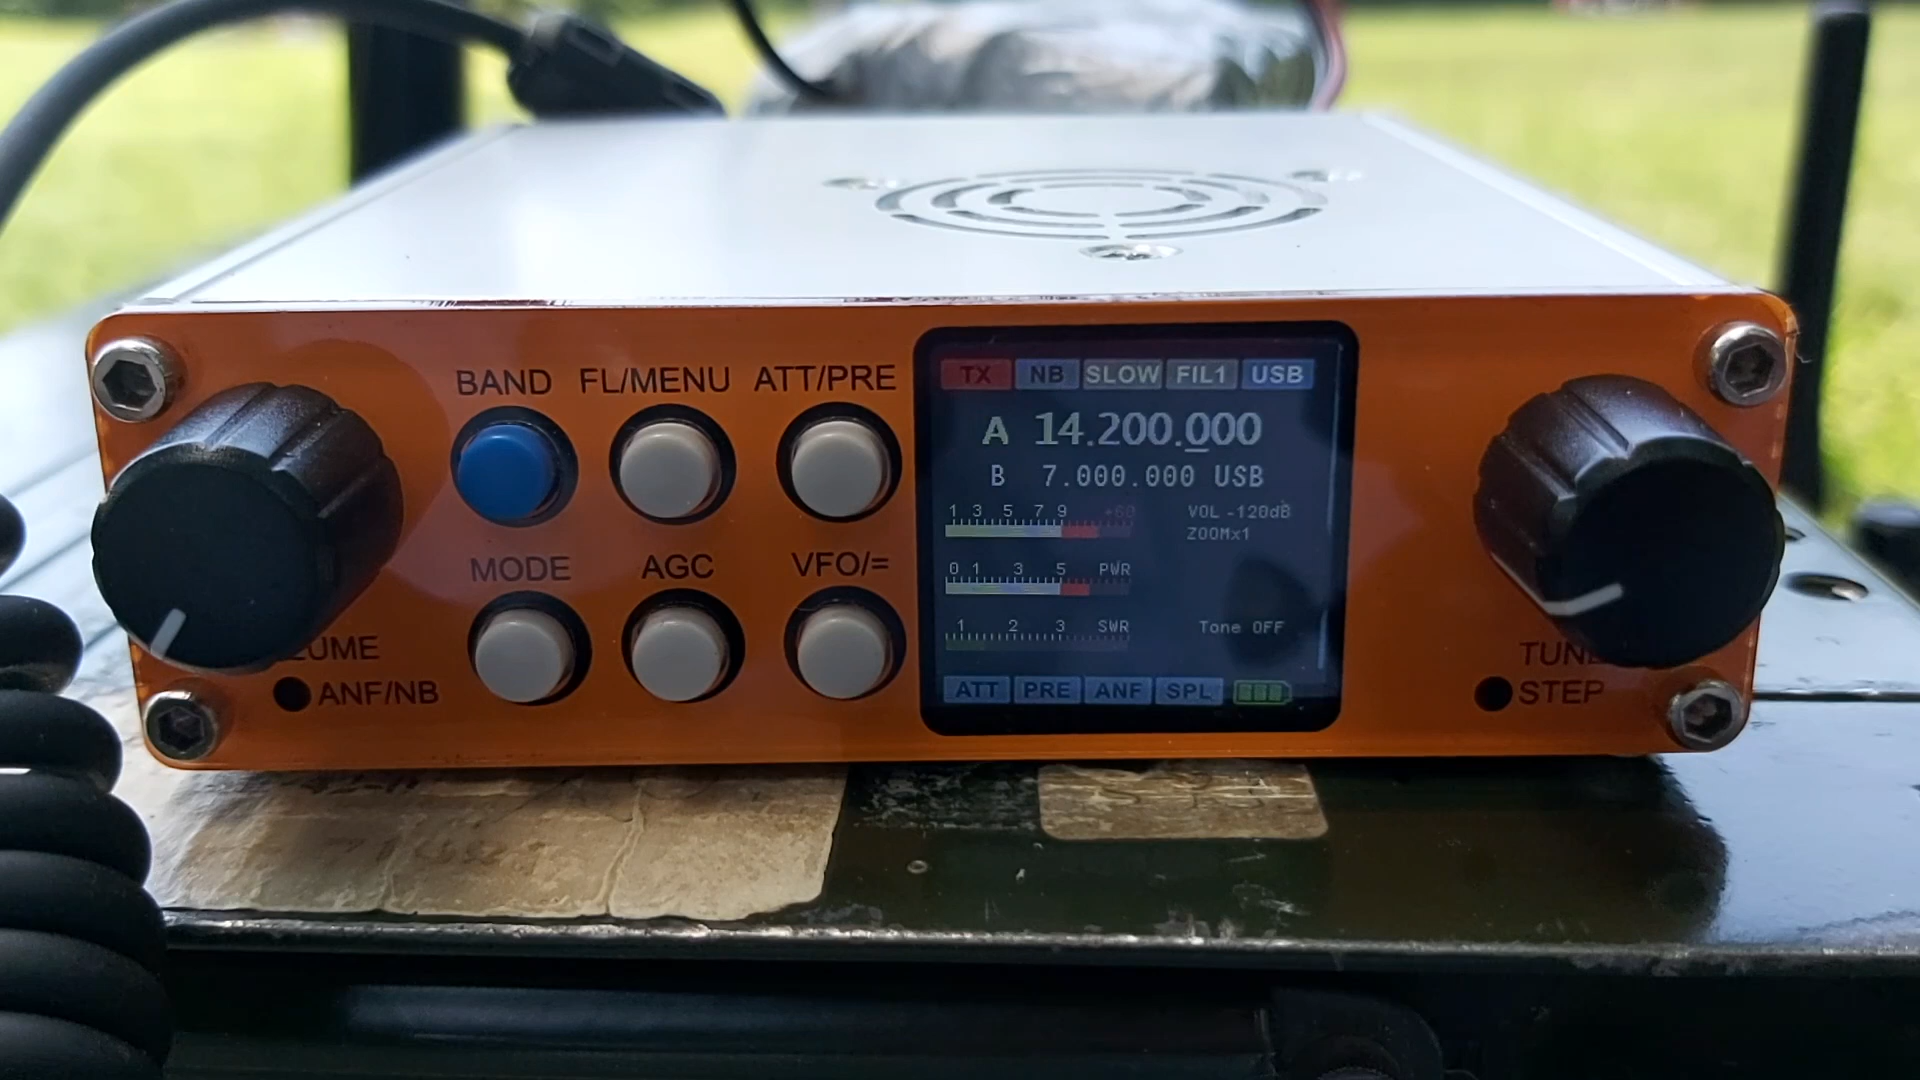 BAND FL/MENU ATT/PRE
MODE AGC VFO/=
UME
ANF/NB
TX NB SLOW FIL1 USB
A 14.200.000
B 7.000.000 USB
1 3 5 7 9 +60
VOL -120dB
ZOOMx1
0 1 3 5 PWR
1 2 3 SWR
Tone OFF
ATT PRE ANF SPL
TUNE
STEP